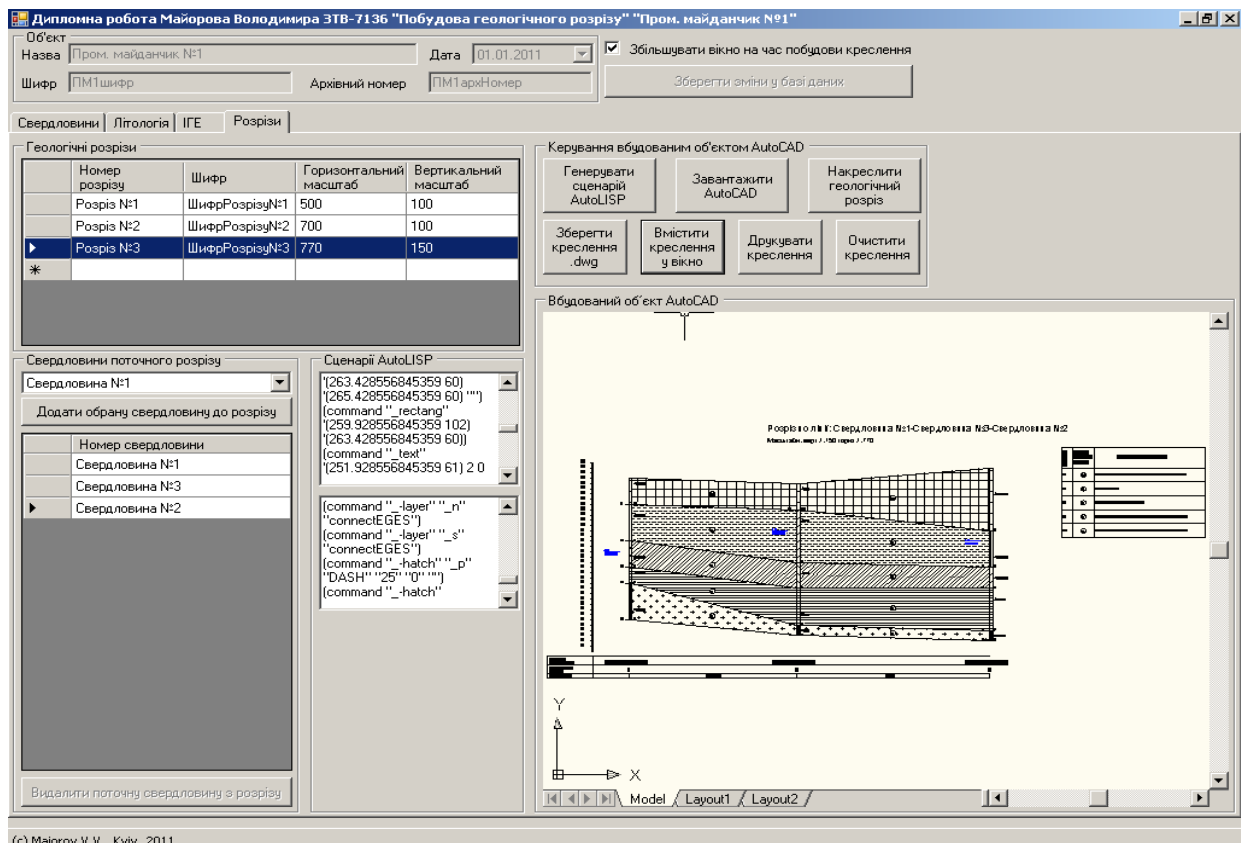 Дипломна робота Майорова Володимира ЗТВ-7136 "Побудова геологічного розрізу" "Пром. майданчик №1"
Об'єкт
Назва Пром. майданчик №1 Дата 01.01.2011
Збільшувати вікно на час побудови креслення
Шифр ПМ1шифр Архівний номер ПМ1архНомер
Зберегти зміни у базі даних
Свердловини Літологія ІГЕ Розрізи
Геологічні розрізи
Номер розрізу Шифр Горизонтальний масштаб Вертикальний масштаб
Розріз №1 ШифрРозрізу№1 500 100
Розріз №2 ШифрРозрізу№2 700 100
Розріз №3 ШифрРозрізу№3 770 150
Керування вбудованим об'єктом AutoCAD
Генерувати
сценарій
AutoLISP
Завантажити
AutoCAD
Накреслити
геологічний
розріз
Зберегти
креслення
.dwg
Вмістити
креслення
у вікно
Друкувати
креслення
Очистити
креслення
Свердловини поточного розрізу
Свердловина №1
Додати обрану свердловину до розрізу
Номер свердловини
Свердловина №1
Свердловина №3
Свердловина №2
Видалити поточну свердловину з розрізу
Сценарії AutoLISP
'(263.428556845359 60)
'(265.428556845359 60) "")
(command "_rectang"
'(259.928556845359 102)
'(263.428556845359 60))
(command "_text"
'(251.928556845359 61) 2 0
(command "_-layer" "_n"
"connectEGES")
(command "_-layer" "_s"
"connectEGES")
(command "_-hatch" "_p"
"DASH" "25" "0" "")
(command "_-hatch"
Вбудований об'єкт AutoCAD
Розріз по лінії: Свердловина №1-Свердловина №3-Свердловина №2
Y
X
Model Layout1 Layout2
(c) Majorov V.V., Kyiv, 2011